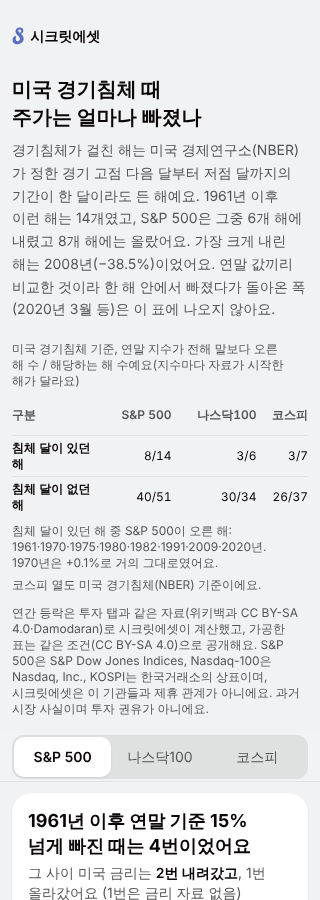 시크릿에셋
미국 경기침체 때
주가는 얼마나 빠졌나
경기침체가 걸친 해는 미국 경제연구소(NBER)
가 정한 경기 고점 다음 달부터 저점 달까지의
기간이 한 달이라도 든 해예요. 1961년 이후
이런 해는 14개였고, S&P 500은 그중 6개 해에
내렸고 8개 해에는 올랐어요. 가장 크게 내린
해는 2008년(−38.5%)이었어요. 연말 값끼리
비교한 것이라 한 해 안에서 빠졌다가 돌아온 폭
(2020년 3월 등)은 이 표에 나오지 않아요.
미국 경기침체 기준, 연말 지수가 전해 말보다 오른
해 수 / 해당하는 해 수예요(지수마다 자료가 시작한
해가 달라요)
구분 S&P 500 나스닥100 코스피
침체 달이 있던
해 8/14 3/6 3/7
침체 달이 없던
해 40/51 30/34 26/37
침체 달이 있던 해 중 S&P 500이 오른 해:
1961·1970·1975·1980·1982·1991·2009·2020년.
1970년은 +0.1%로 거의 그대로였어요.
코스피 열도 미국 경기침체(NBER) 기준이에요.
연간 등락은 투자 탭과 같은 자료(위키백과 CC BY-SA
4.0·Damodaran)로 시크릿에셋이 계산했고, 가공한
표는 같은 조건(CC BY-SA 4.0)으로 공개해요. S&P
500은 S&P Dow Jones Indices, Nasdaq-100은
Nasdaq, Inc., KOSPI는 한국거래소의 상표이며,
시크릿에셋은 이 기관들과 제휴 관계가 아니에요. 과거
시장 사실이며 투자 권유가 아니에요.
S&P 500 나스닥100 코스피
1961년 이후 연말 기준 15%
넘게 빠진 때는 4번이었어요
그 사이 미국 금리는 2번 내려갔고, 1번
올라갔어요 (1번은 금리 자료 없음)